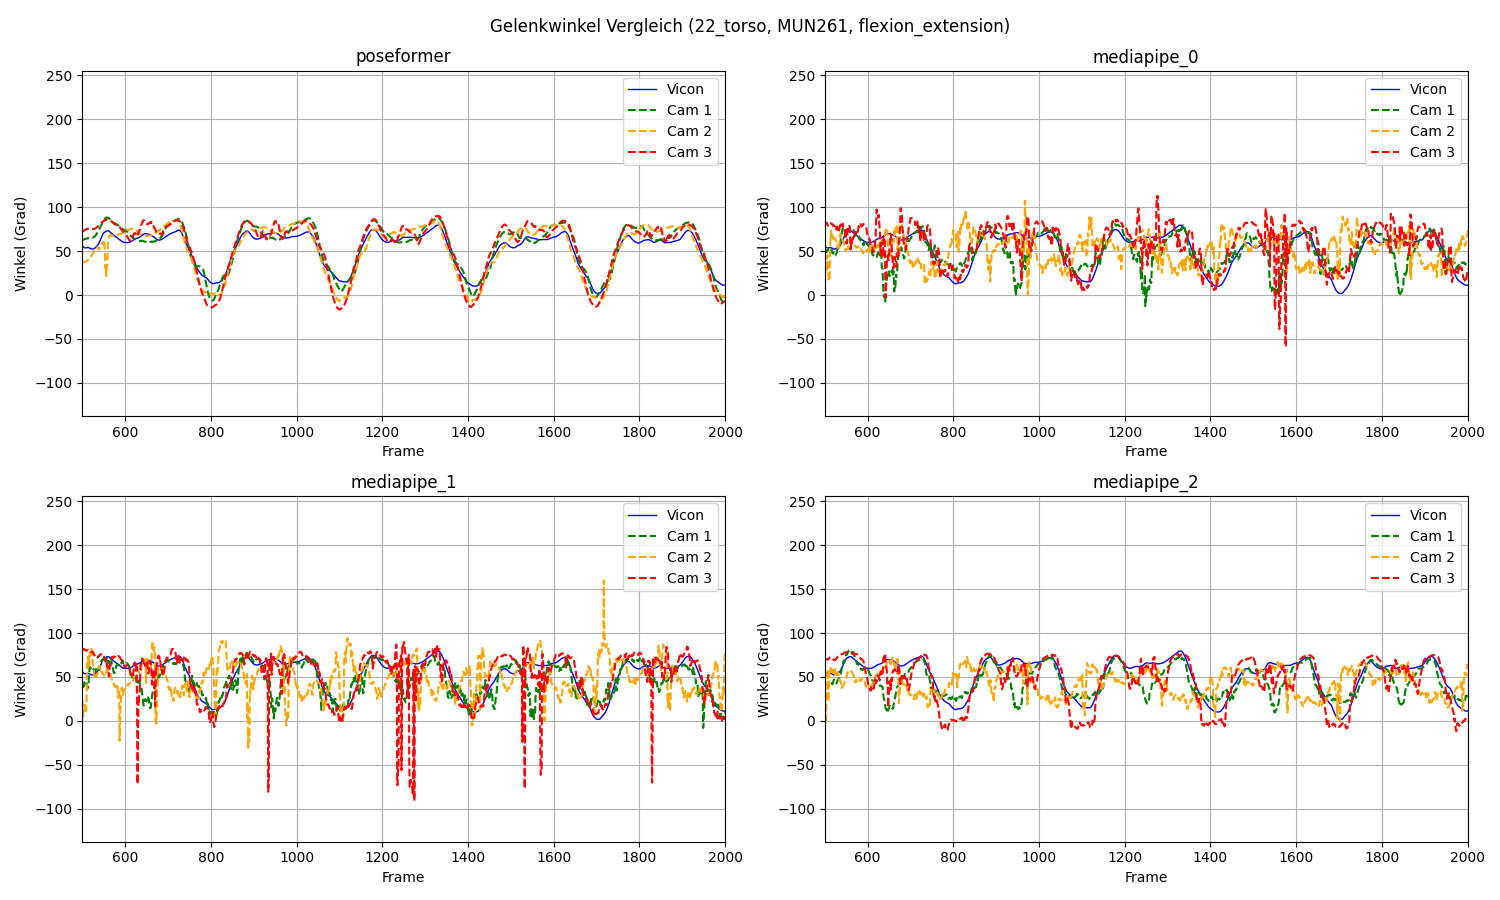 Gelenkwinkel Vergleich (22_torso, MUN261, flexion_extension)
poseformer
250
200
150
100
50
0
−50
−100
Winkel (Grad)
600 800 1000 1200 1400 1600 1800 2000
Frame
Vicon
Cam 1
Cam 2
Cam 3
mediapipe_0
250
200
150
100
50
0
−50
−100
Winkel (Grad)
600 800 1000 1200 1400 1600 1800 2000
Frame
Vicon
Cam 1
Cam 2
Cam 3
mediapipe_1
250
200
150
100
50
0
−50
−100
Winkel (Grad)
600 800 1000 1200 1400 1600 1800 2000
Frame
Vicon
Cam 1
Cam 2
Cam 3
mediapipe_2
250
200
150
100
50
0
−50
−100
Winkel (Grad)
600 800 1000 1200 1400 1600 1800 2000
Frame
Vicon
Cam 1
Cam 2
Cam 3